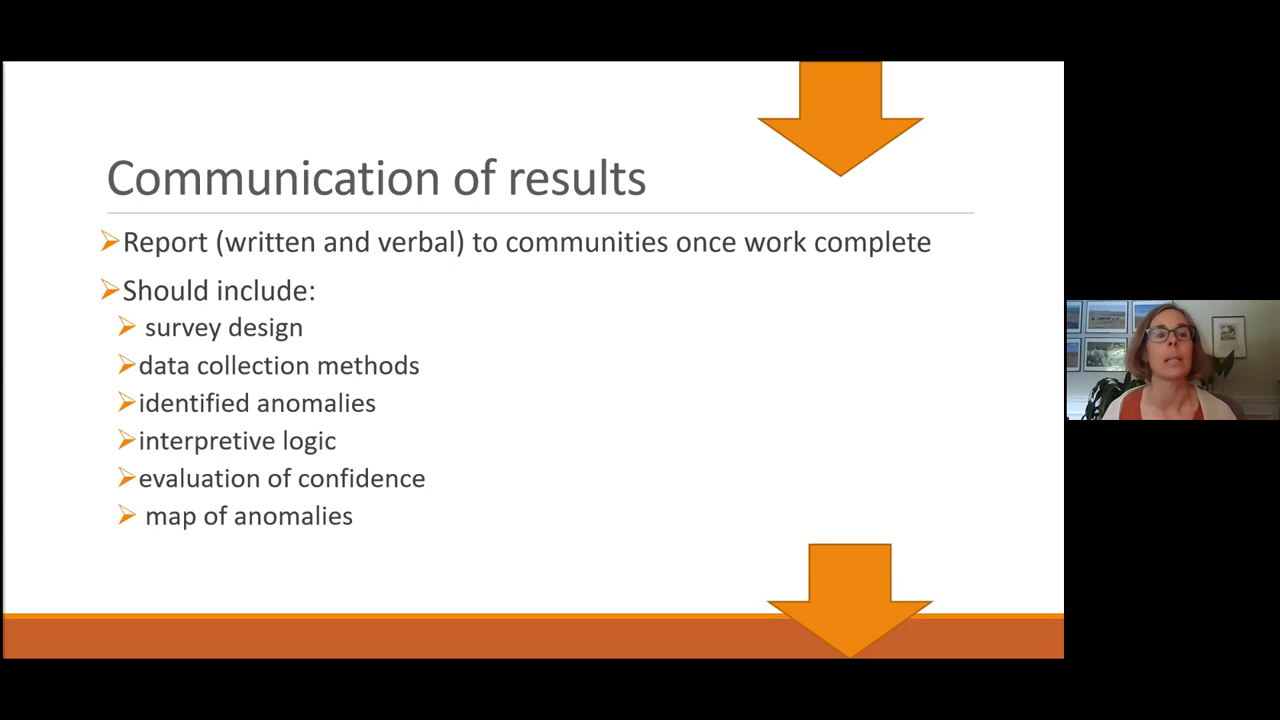 Communication of results
Report (written and verbal) to communities once work complete
Should include:
survey design
data collection methods
identified anomalies
interpretive logic
evaluation of confidence
map of anomalies